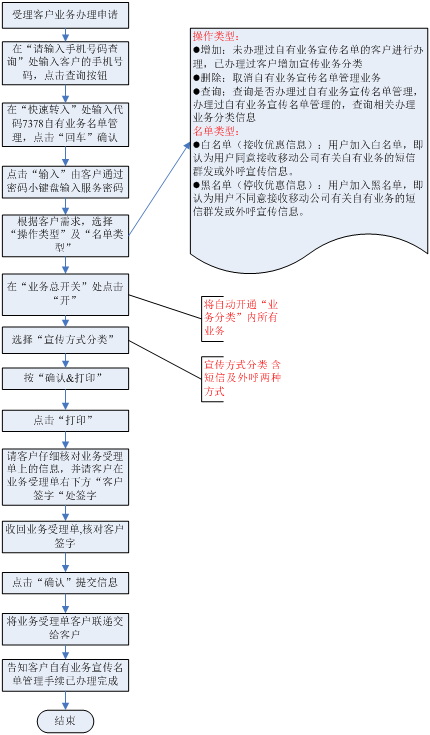 受理客户业务办理申请
在“请输入手机号码查
询”处输入客户的手机号
码，点击查询按钮
在“快速转入”处输入代
码7378自有业务名单管
理，点击“回车”确认
点击“输入”由客户通过
密码小键盘输入服务密码
根据客户需求，选择
“操作类型”及“名单类
型”
操作类型：
●增加：未办理过自有业务宣传名单的客户进行办
理，已办理过客户增加宣传业务分类
●删除：取消自有业务宣传名单管理业务
●查询：查询是否办理过自有业务宣传名单管理，
办理过自有业务宣传名单管理的，查询相关办理
业务分类信息
名单类型：
●白名单（接收优惠信息）：用户加入白名单，即
认为用户同意接收移动公司有关自有业务的短信
群发或外呼宣传信息。
●黑名单（停收优惠信息）：用户加入黑名单，即
认为用户不同意接收移动公司有关自有业务的短
信群发或外呼宣传信息。
在“业务总开关”处点击
“开”
将自动开通“业
务分类”内所有
业务
选择“宣传方式分类”
宣传方式分类 含
短信及外呼两种
方式
按“确认&打印”
点击“打印”
请客户仔细核对业务受理
单上的信息，并请客户在
业务受理单右下方“客户
签字“处签字
收回业务受理单,核对客户
签字
点击“确认”提交信息
将业务受理单客户联递交
给客户
告知客户自有业务宣传名
单管理手续已办理完成
结束